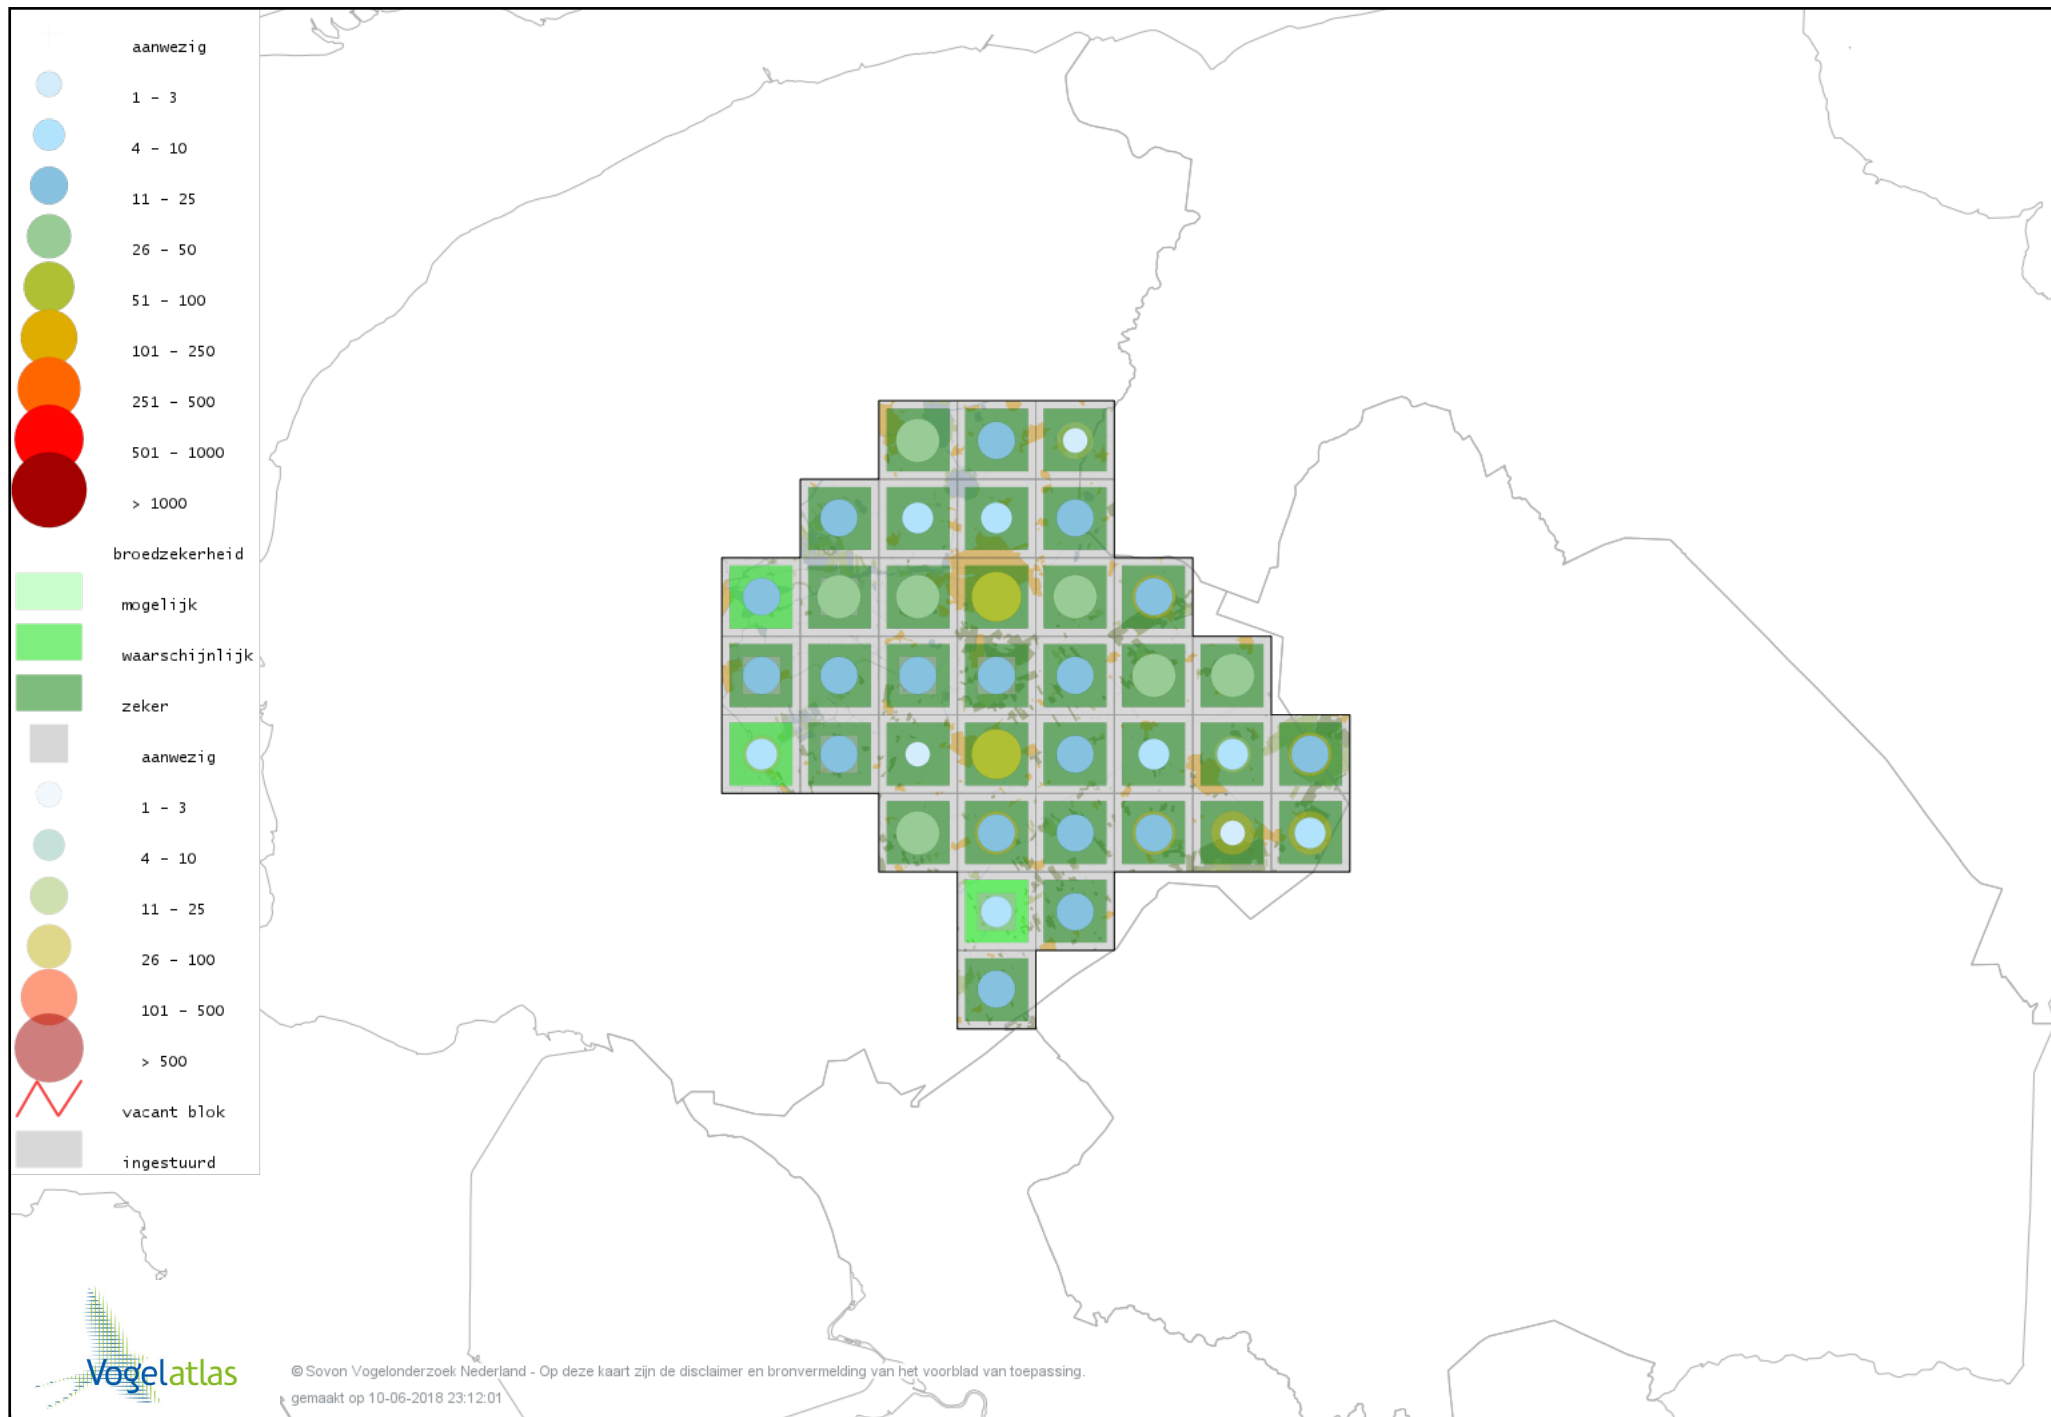 aanwezig
1 - 3
4 - 10
11 - 25
26 - 50
51 - 100
101 - 250
251 - 500
501 - 1000
> 1000
broedzekerheid
mogelijk
waarschijnlijk
zeker
aanwezig
1 - 3
4 - 10
11 - 25
26 - 100
101 - 500
> 500
vacant blok
ingestuurd
Vogelatlas
© Sovon Vogelonderzoek Nederland - Op deze kaart zijn de disclaimer en bronvermelding van het voorblad van toepassing.
gemaakt op 10-06-2018 23:12:01